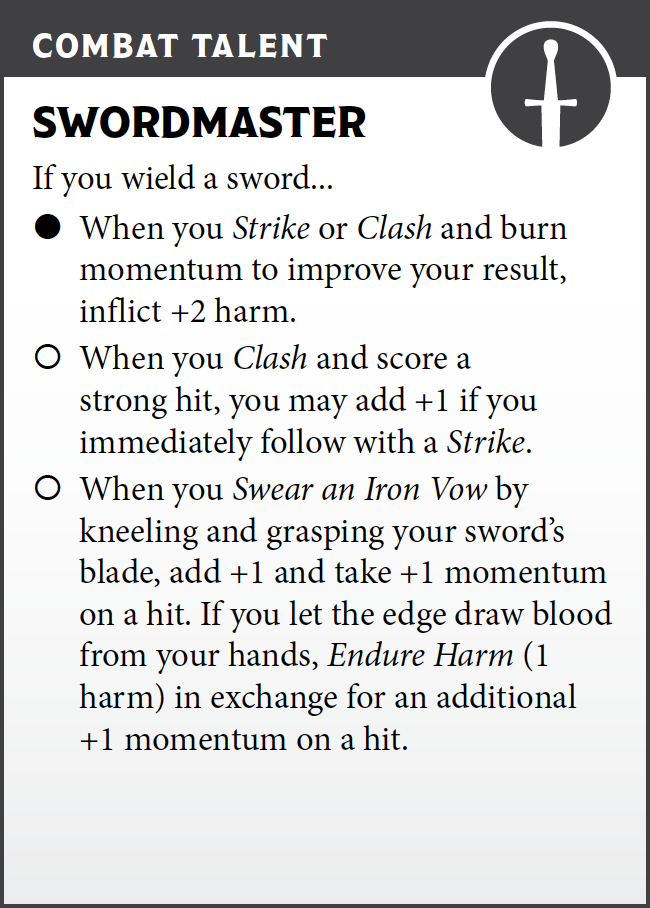 COMBAT TALENT
SWORDMASTER
If you wield a sword...
When you Strike or Clash and burn
momentum to improve your result,
inflict +2 harm.
When you Clash and score a
strong hit, you may add +1 if you
immediately follow with a Strike.
When you Swear an Iron Vow by
kneeling and grasping your sword’s
blade, add +1 and take +1 momentum
on a hit. If you let the edge draw blood
from your hands, Endure Harm (1
harm) in exchange for an additional
+1 momentum on a hit.